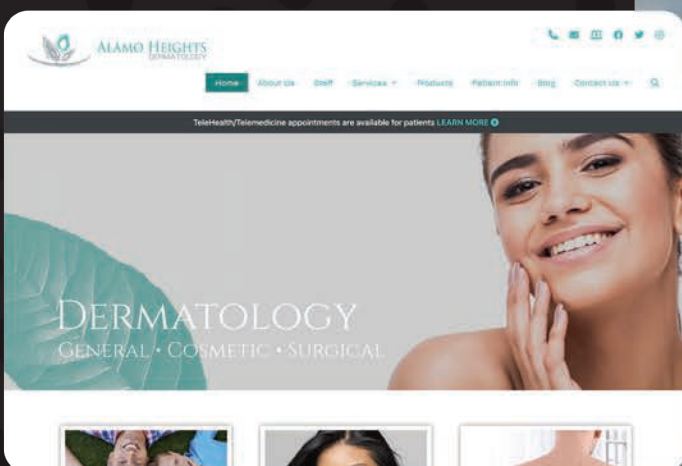 ALAMO HEIGHTS
DERMATOLOGY
Home About Us Staff Services Products Patient Info Blog Contact Us
TeleHealth/Telemedicine appointments are available for patients LEARN MORE
DERMATOLOGY
GENERAL • COSMETIC • SURGICAL